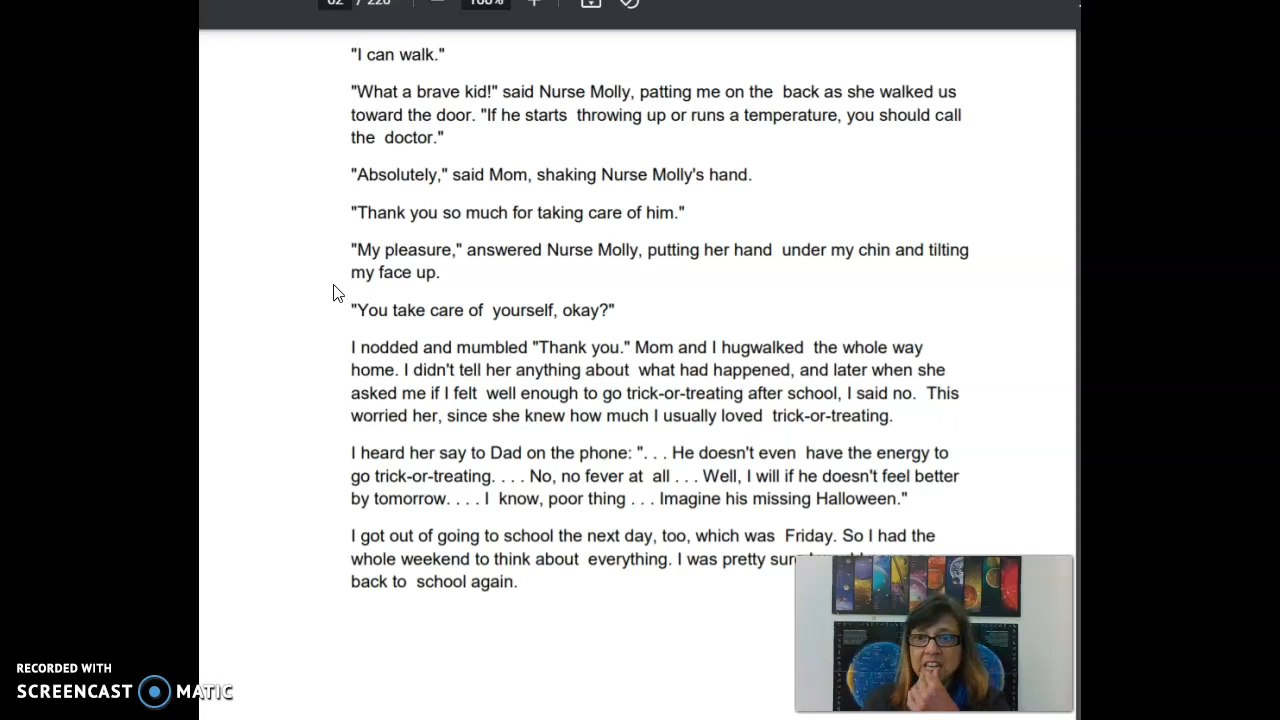 62 / 220
100%
"I can walk."
"What a brave kid!" said Nurse Molly, patting me on the back as she walked us
toward the door. "If he starts throwing up or runs a temperature, you should call
the doctor."
"Absolutely," said Mom, shaking Nurse Molly's hand.
"Thank you so much for taking care of him."
"My pleasure," answered Nurse Molly, putting her hand under my chin and tilting
my face up.
"You take care of yourself, okay?"
I nodded and mumbled "Thank you." Mom and I hugwalked the whole way
home. I didn't tell her anything about what had happened, and later when she
asked me if I felt well enough to go trick-or-treating after school, I said no. This
worried her, since she knew how much I usually loved trick-or-treating.
I heard her say to Dad on the phone: ". . . He doesn't even have the energy to
go trick-or-treating. . . . No, no fever at all . . . Well, I will if he doesn't feel better
by tomorrow. . . . I know, poor thing . . . Imagine his missing Halloween."
I got out of going to school the next day, too, which was Friday. So I had the
whole weekend to think about everything. I was pretty sure
back to school again.
RECORDED WITH
SCREENCAST MATIC